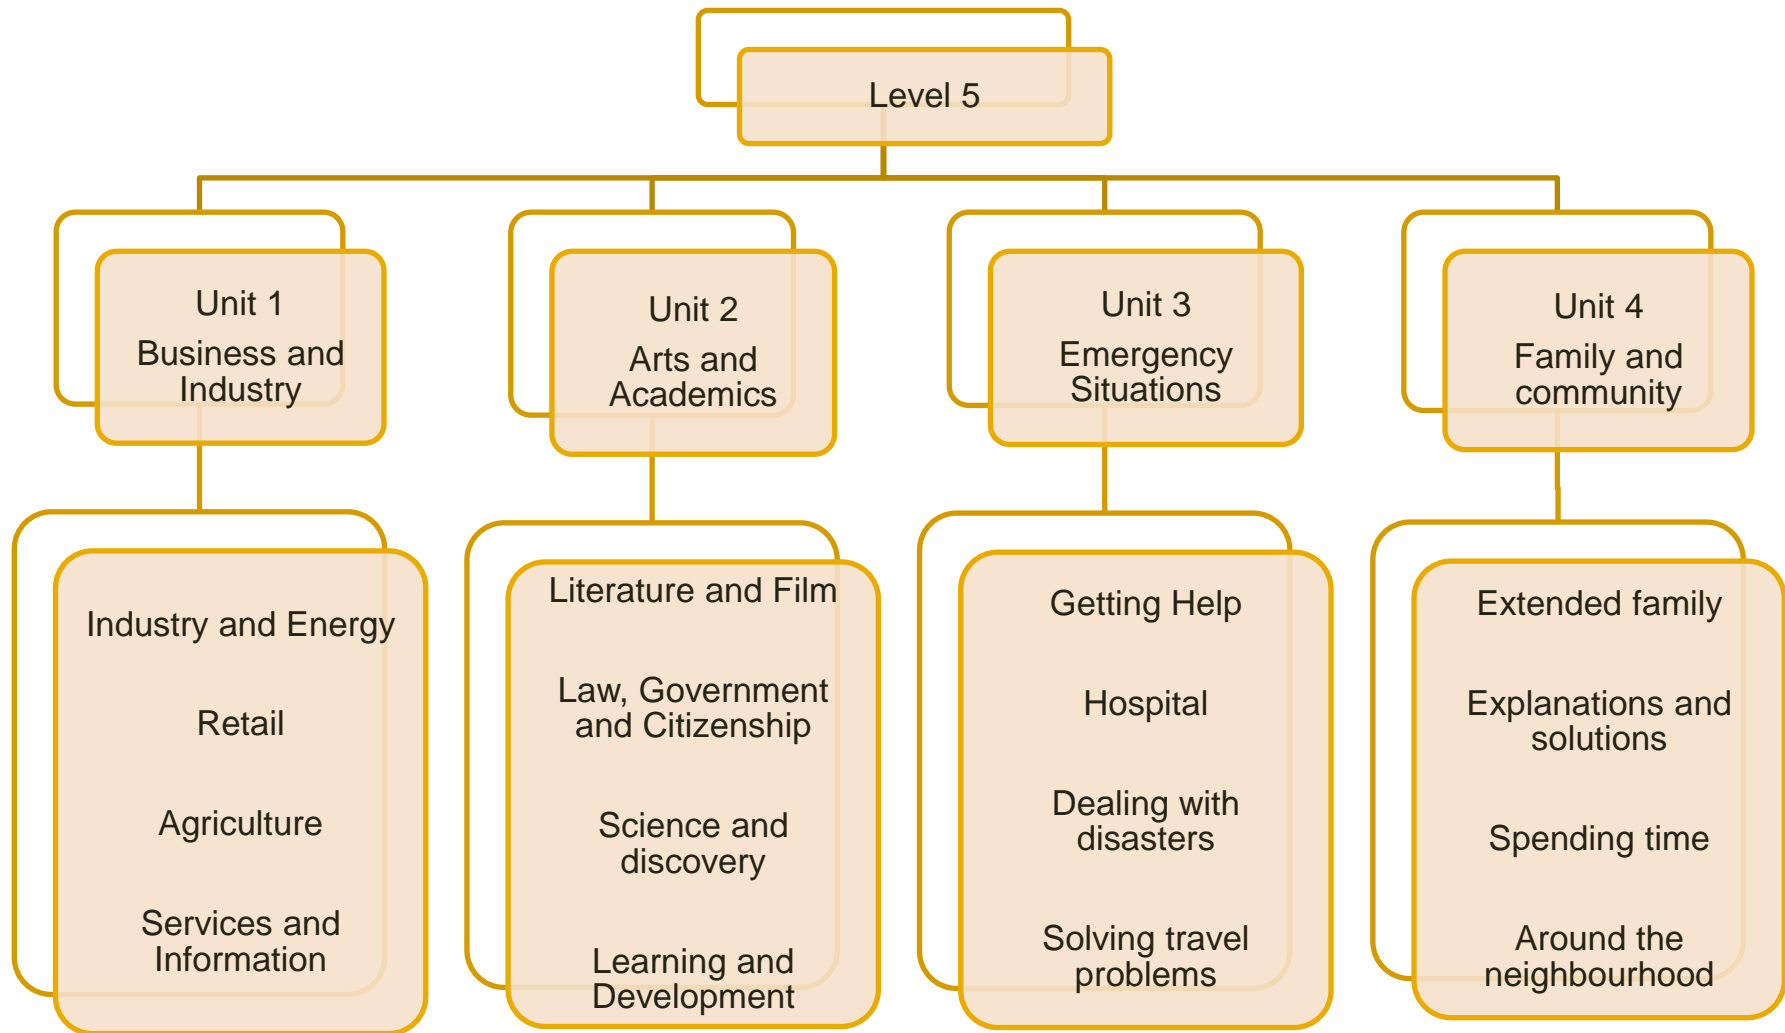 Level 5
Unit 1
Business and
Industry
Unit 2
Arts and
Academics
Unit 3
Emergency
Situations
Unit 4
Family and
community
Industry and Energy
Retail
Agriculture
Services and
Information
Literature and Film
Law, Government
and Citizenship
Science and
discovery
Learning and
Development
Getting Help
Hospital
Dealing with
disasters
Solving travel
problems
Extended family
Explanations and
solutions
Spending time
Around the
neighbourhood